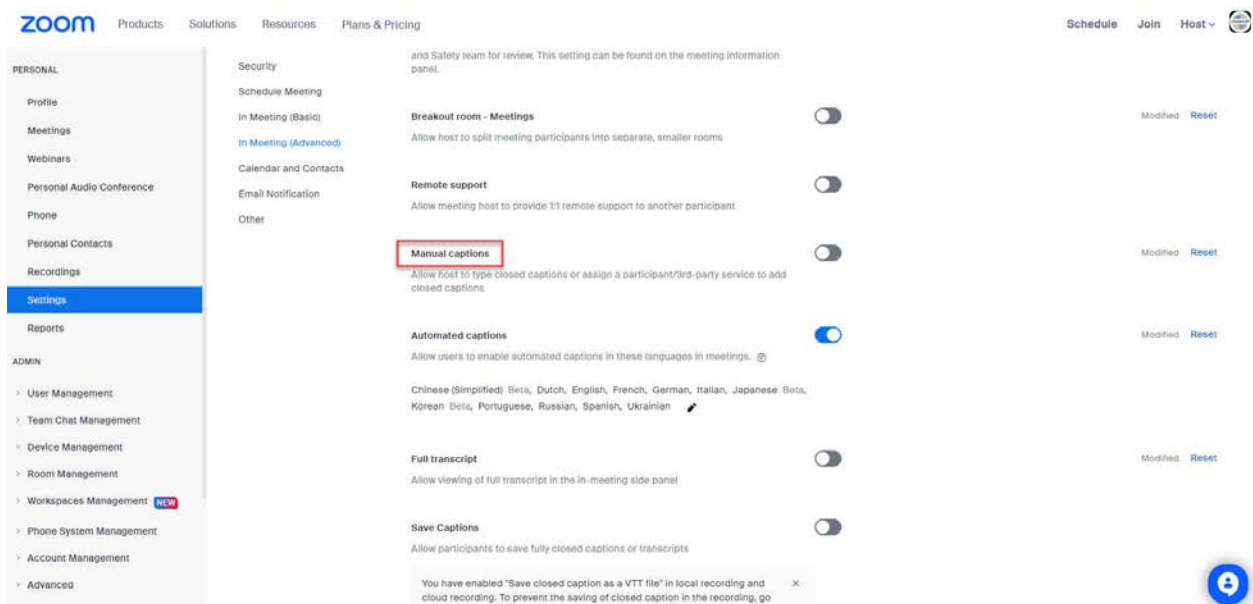 zoom Products Solutions Resources Plans & Pricing Schedule Join Host
PERSONAL
Profile
Meetings
Webinars
Personal Audio Conference
Phone
Personal Contacts
Recordings
Settings
Reports
ADMIN
User Management
Team Chat Management
Device Management
Room Management
Workspaces Management NEW
Phone System Management
Account Management
Advanced
Security
Schedule Meeting
In Meeting (Basic)
In Meeting (Advanced)
Calendar and Contacts
Email Notification
Other
and Safety team for review. This setting can be found on the meeting information
panel.
Breakout room - Meetings Modified Reset
Allow host to split meeting participants into separate, smaller rooms
Remote support
Allow meeting host to provide 1:1 remote support to another participant
Manual captions Modified Reset
Allow host to type closed captions or assign a participant/3rd-party service to add
closed captions
Automated captions Modified Reset
Allow users to enable automated captions in these languages in meetings.
Chinese (Simplified) Beta, Dutch, English, French, German, Italian, Japanese Beta,
Korean Beta, Portuguese, Russian, Spanish, Ukrainian
Full transcript Modified Reset
Allow viewing of full transcript in the in-meeting side panel
Save Captions
Allow participants to save fully closed captions or transcripts
You have enabled "Save closed caption as a VTT file" in local recording and
cloud recording. To prevent the saving of closed caption in the recording, go